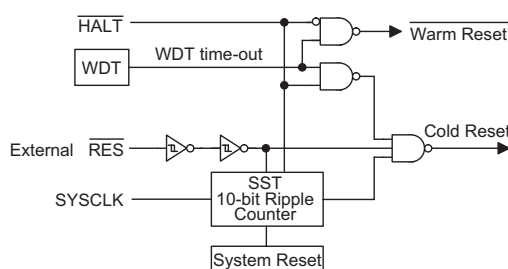 HALT
Warm Reset
WDT time-out
WDT
Cold Reset
External RES
SST
10-bit Ripple
Counter
SYSCLK
System Reset